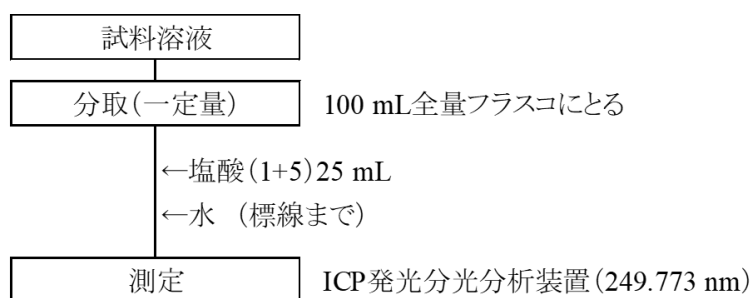 試料溶液
分取（一定量） 100 mL全量フラスコにとる
←塩酸（1+5）25 mL
←水 （標線まで）
測定 ICP発光分光分析装置（249.773 nm）